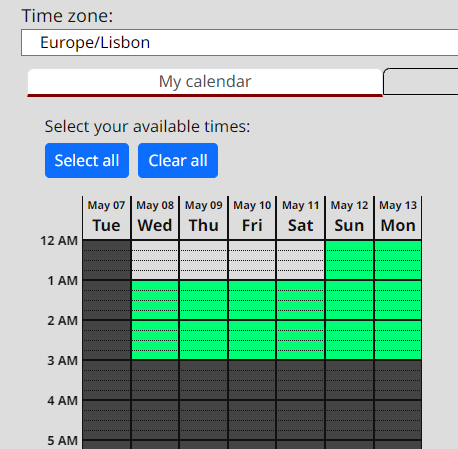 Time zone:
Europe/Lisbon
My calendar
Select your available times:
Select all Clear all
May 07 May 08 May 09 May 10 May 11 May 12 May 13
Tue Wed Thu Fri Sat Sun Mon
12 AM
1 AM
2 AM
3 AM
4 AM
5 AM